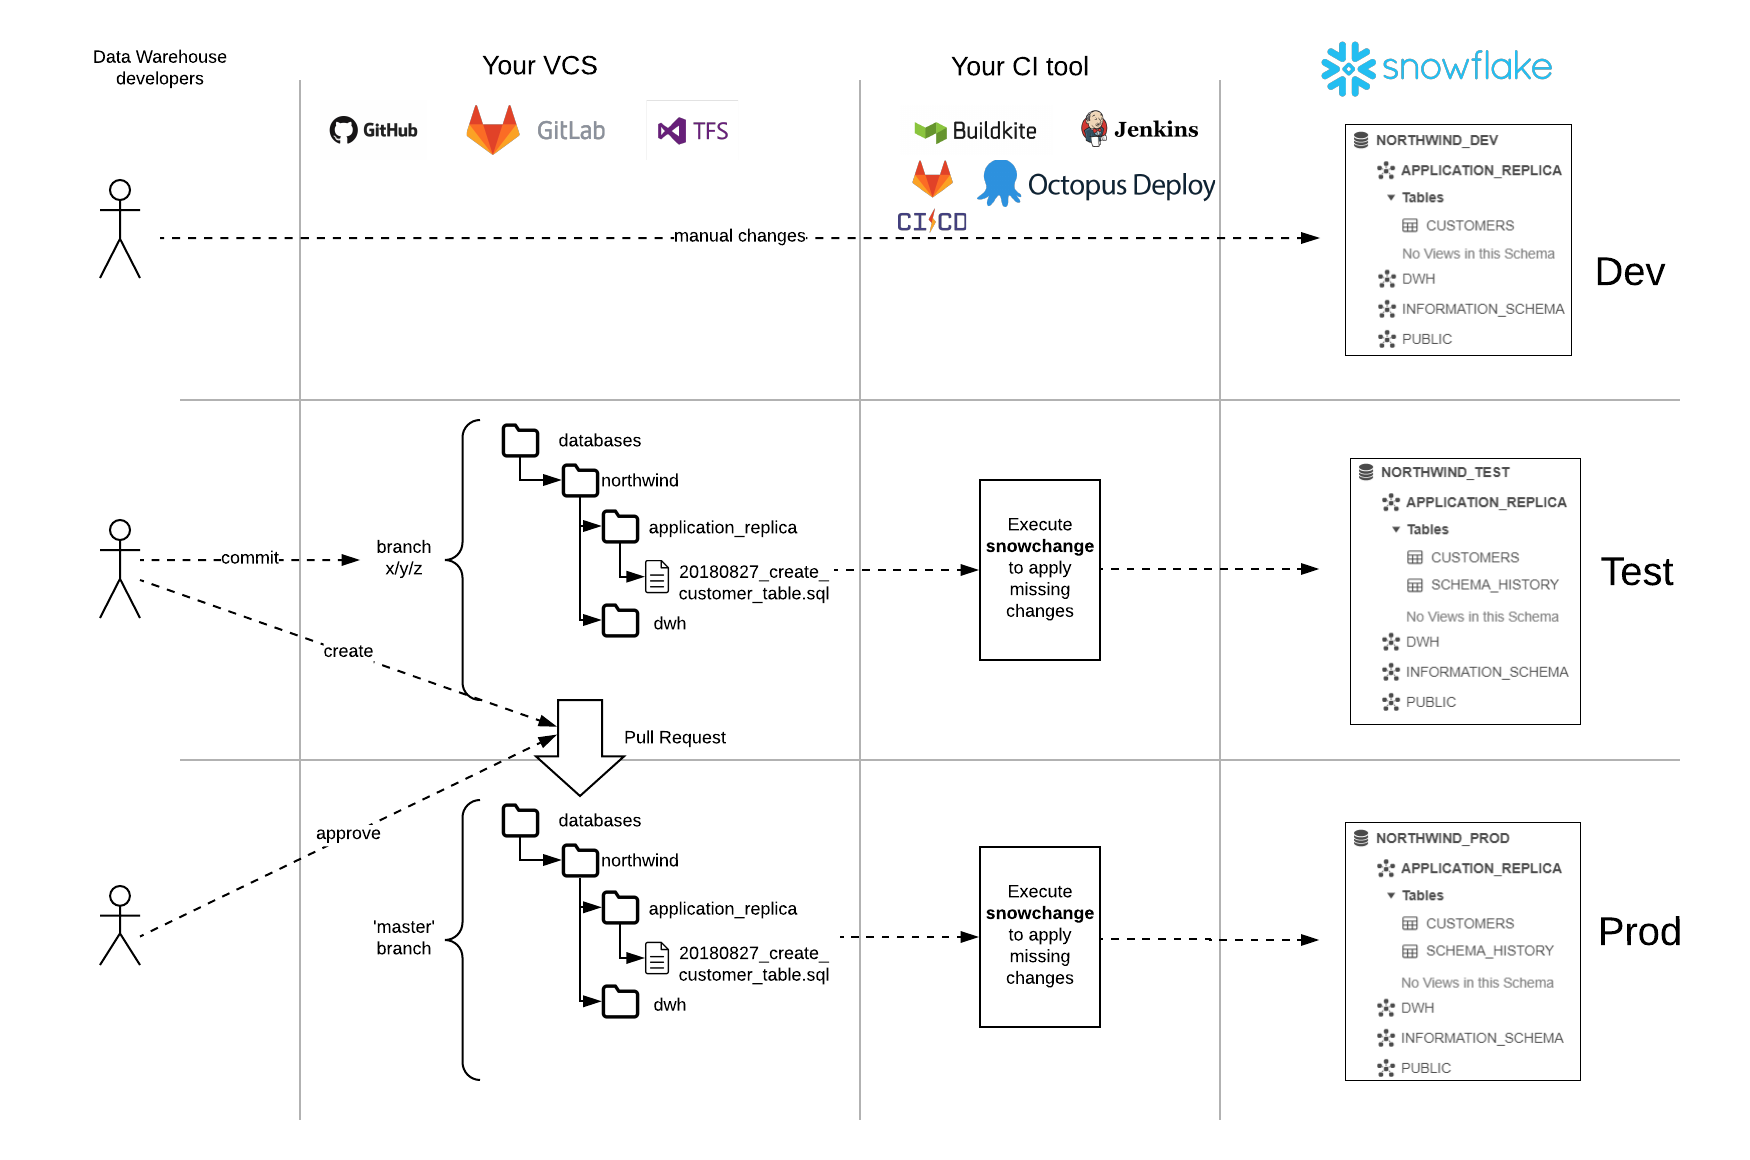 Data Warehouse
developers
Your VCS
Your CI tool
snowflake
GitHub
GitLab
TFS
Buildkite
Jenkins
Octopus Deploy
CI/CD
manual changes
NORTHWIND_DEV
APPLICATION_REPLICA
Tables
CUSTOMERS
No Views in this Schema
DWH
INFORMATION_SCHEMA
PUBLIC
Dev
commit
create
branch
x/y/z
databases
northwind
application_replica
20180827_create_
customer_table.sql
dwh
Execute
snowchange
to apply
missing
changes
NORTHWIND_TEST
APPLICATION_REPLICA
Tables
CUSTOMERS
SCHEMA_HISTORY
No Views in this Schema
DWH
INFORMATION_SCHEMA
PUBLIC
Test
Pull Request
approve
'master'
branch
databases
northwind
application_replica
20180827_create_
customer_table.sql
dwh
Execute
snowchange
to apply
missing
changes
NORTHWIND_PROD
APPLICATION_REPLICA
Tables
CUSTOMERS
SCHEMA_HISTORY
No Views in this Schema
DWH
INFORMATION_SCHEMA
PUBLIC
Prod